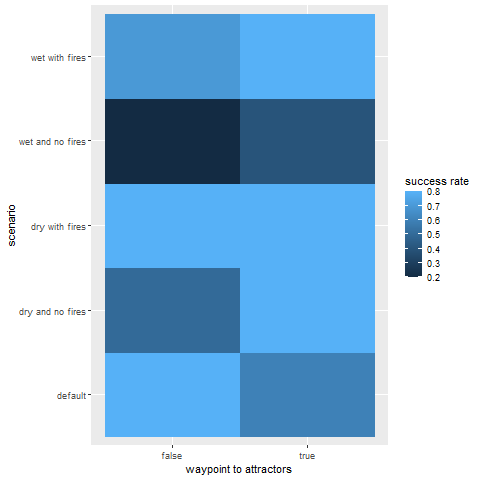 wet with fires
wet and no fires
dry with fires
dry and no fires
default
scenario
false
true
waypoint to attractors
success rate
0.8
0.7
0.6
0.5
0.4
0.3
0.2